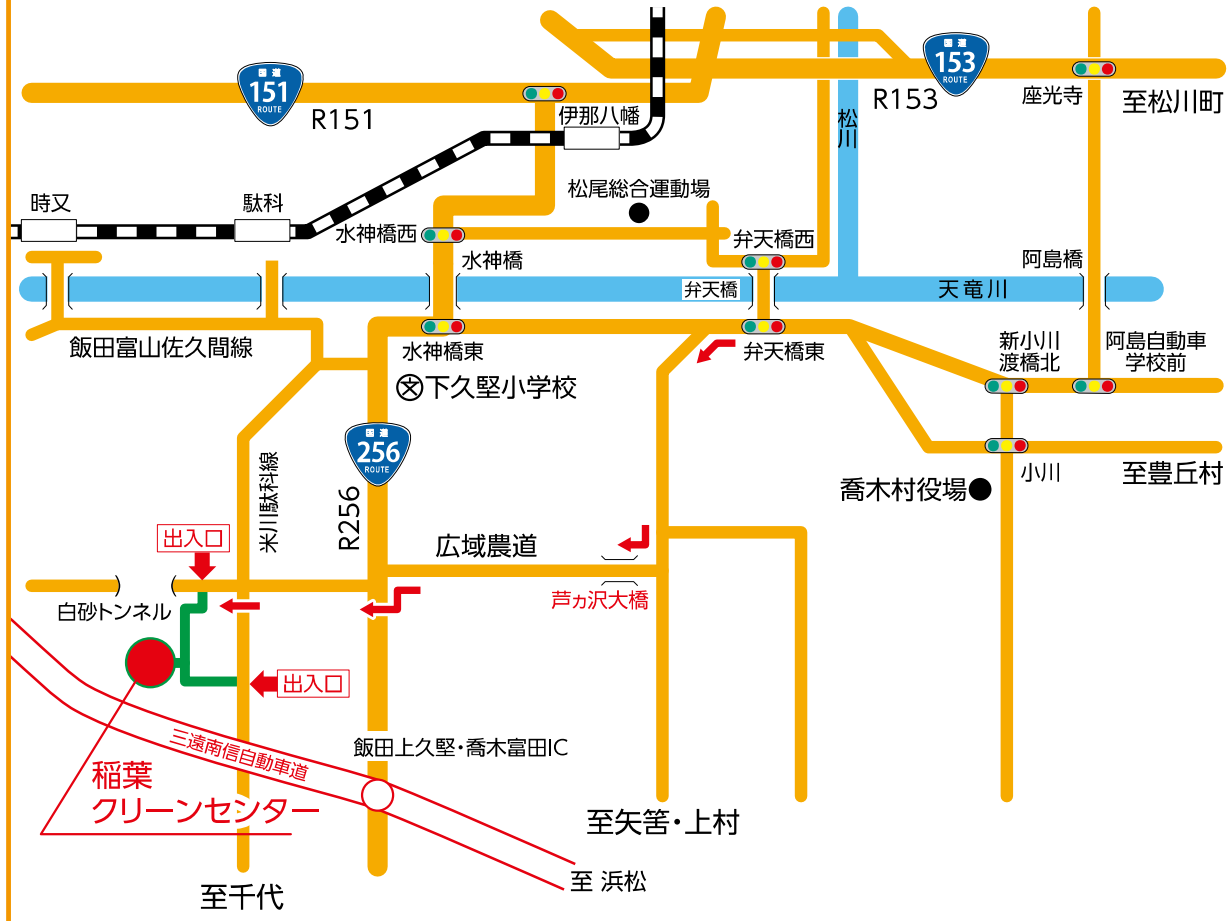 国道
151
ROUTE
R151
国道
153
ROUTE
R153
座光寺
至松川町
伊那八幡
松川
時又
駄科
松尾総合運動場
水神橋西
弁天橋西
水神橋
阿島橋
弁天橋
天竜川
飯田富山佐久間線
水神橋東
弁天橋東
新小川
渡橋北
阿島自動車
学校前
文
下久堅小学校
国道
256
ROUTE
R256
米川駄科線
小川
至豊丘村
喬木村役場
出入口
広域農道
白砂トンネル
芦ヵ沢大橋
出入口
三遠南信自動車道
飯田上久堅・喬木富田IC
稲葉
クリーンセンター
至矢筈・上村
至千代
至 浜松